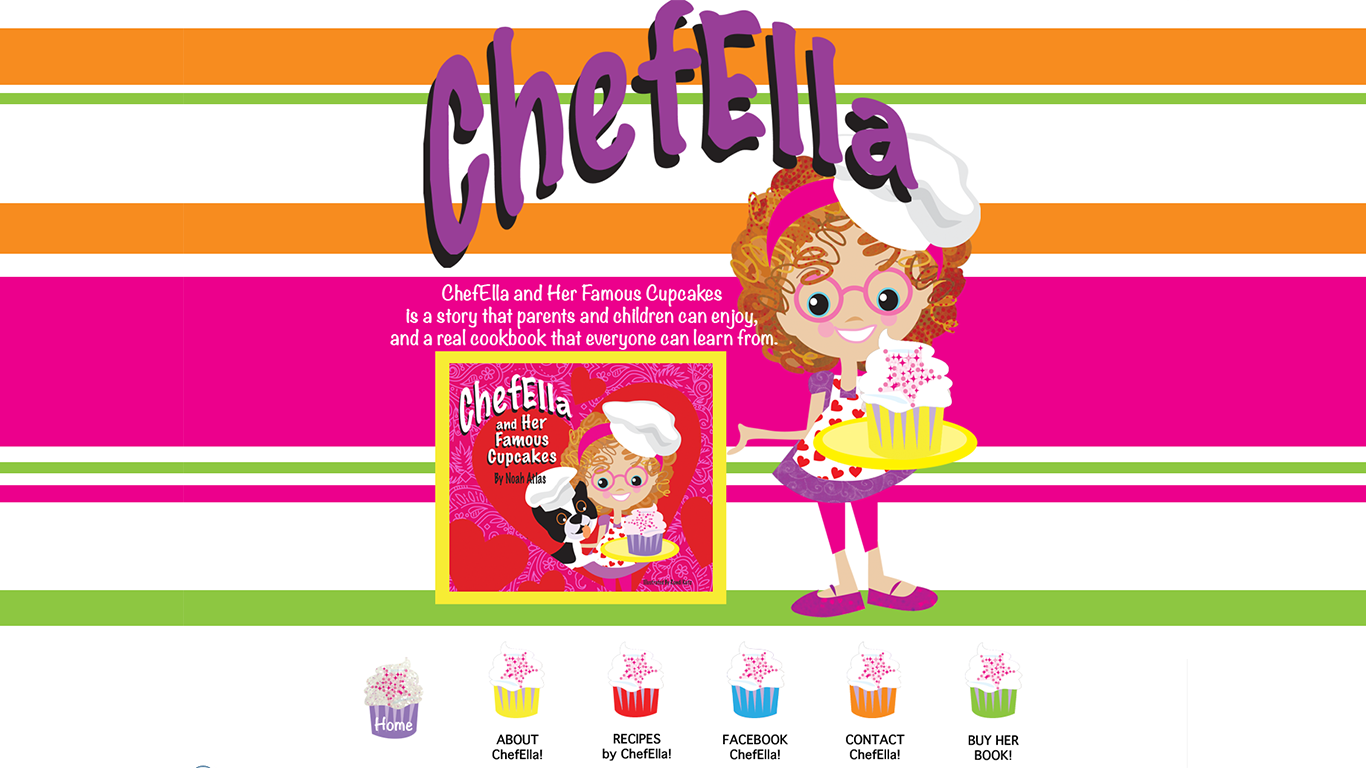 ChefElla
ChefElla and Her Famous Cupcakes
Is a story that parents and children can enjoy,
and a real cookbook that everyone can learn from.
ChefElla
and Her
Famous
Cupcakes
By Noah Atlas
Home
ABOUT
ChefElla!
RECIPES
by ChefElla!
FACEBOOK
ChefElla!
CONTACT
ChefElla!
BUY HER
BOOK!